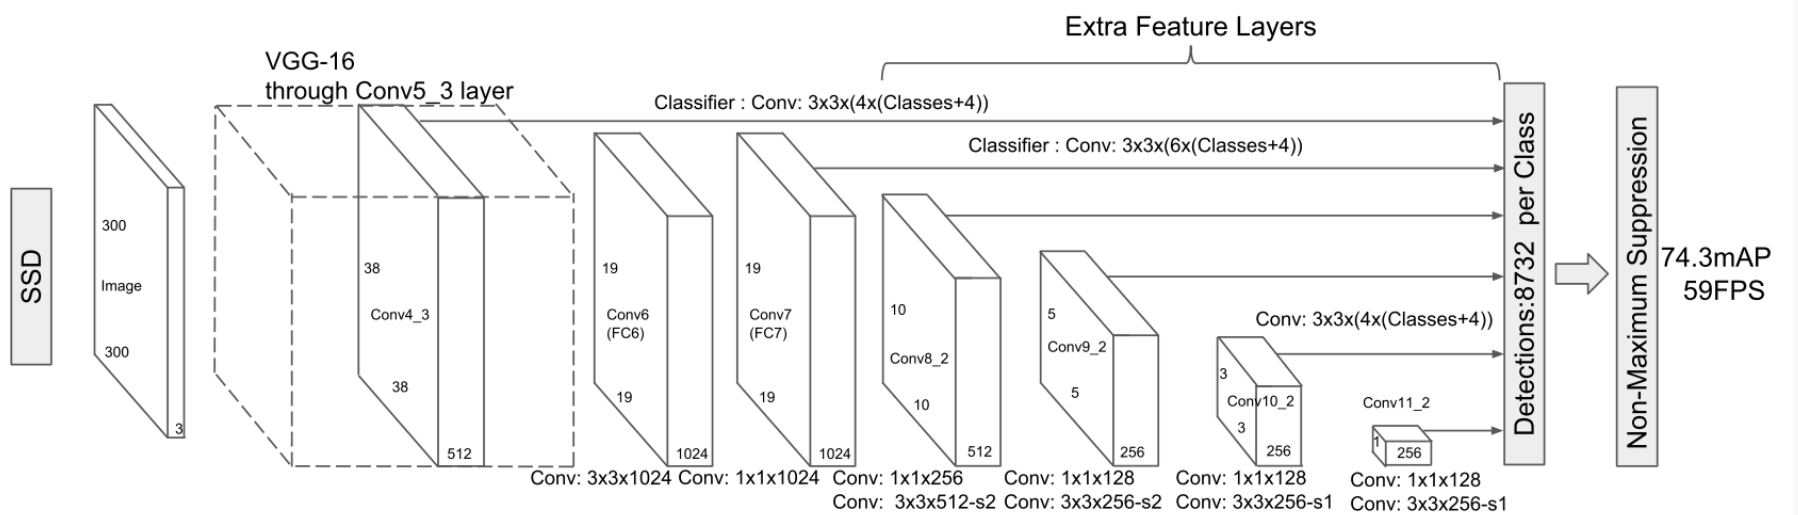 Extra Feature Layers
VGG-16
through Conv5_3 layer
Classifier : Conv: 3x3x(4x(Classes+4))
Classifier : Conv: 3x3x(6x(Classes+4))
SSD
300
Image
300
3
38
Conv4_3
38
512
19
Conv6
(FC6)
19
1024
19
Conv7
(FC7)
19
1024
10
Conv8_2
10
512
5
Conv9_2
5
256
Conv: 3x3x(4x(Classes+4))
3
Conv10_2
3
256
Conv11_2
1
256
Detections:8732 per Class
Non-Maximum Suppression
74.3mAP
59FPS
Conv: 3x3x1024
Conv: 1x1x1024
Conv: 1x1x256
Conv: 3x3x512-s2
Conv: 1x1x128
Conv: 3x3x256-s2
Conv: 1x1x128
Conv: 3x3x256-s1
Conv: 1x1x128
Conv: 3x3x256-s1